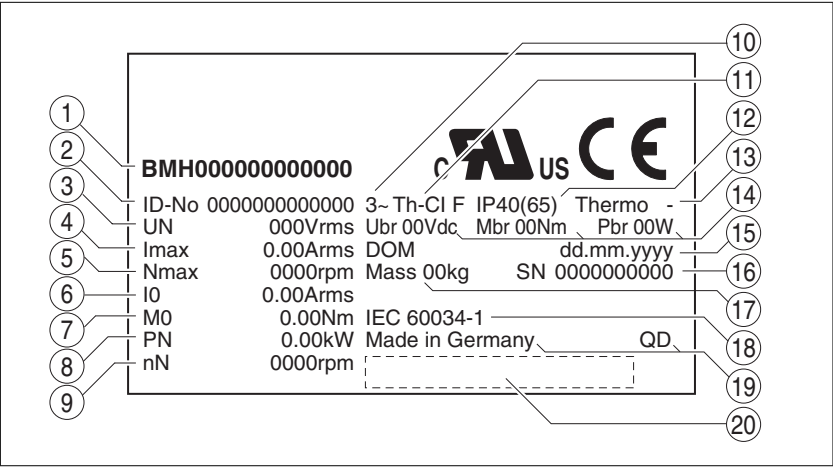 1
2
3
4
5
6
7
8
9
10
11
12
13
14
15
16
17
18
19
20
c US CE
BMH000000000000
ID-No 0000000000000 3~ Th-Cl F IP40(65) Thermo -
UN 000Vrms Ubr 00Vdc Mbr 00Nm Pbr 00W
Imax 0.00Arms DOM dd.mm.yyyy
Nmax 0000rpm Mass 00kg SN 0000000000
I0 0.00Arms
M0 0.00Nm IEC 60034-1
PN 0.00kW Made in Germany QD
nN 0000rpm